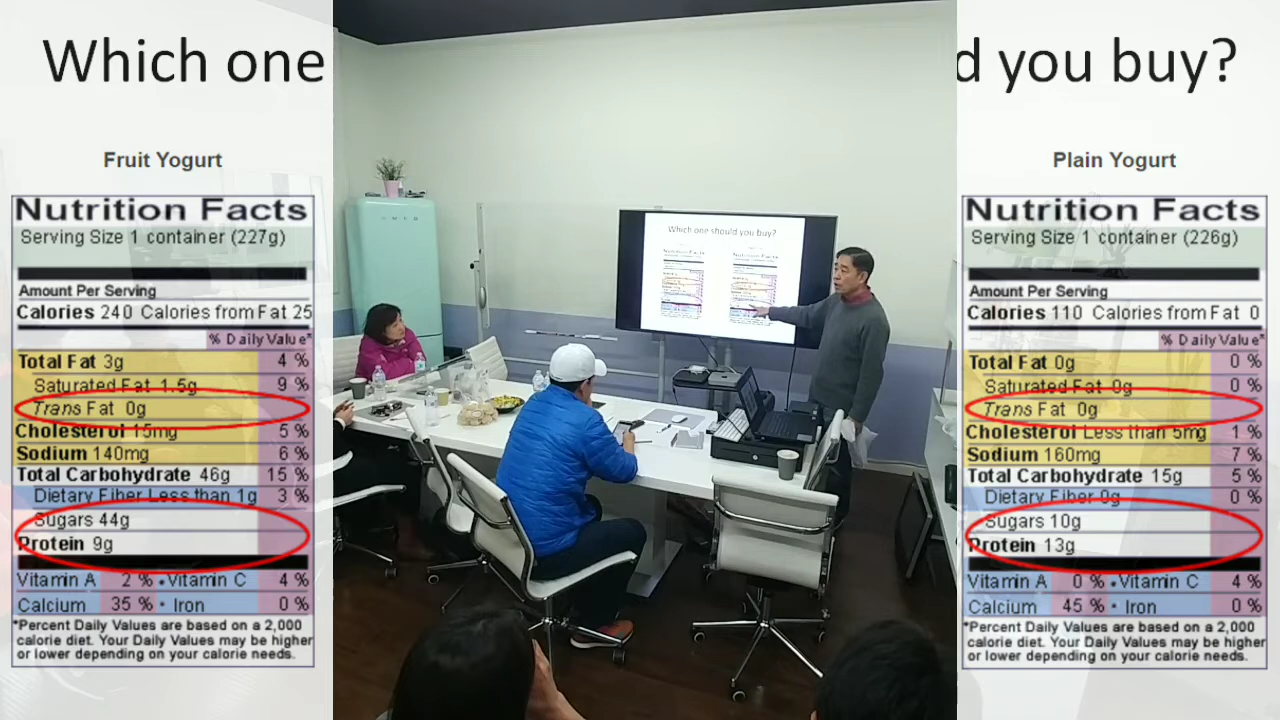 Which one
d you buy?
Fruit Yogurt
Nutrition Facts
Serving Size 1 container (227g)
Amount Per Serving
Calories 240 Calories from Fat 25
% Daily Value*
Total Fat 3g 4 %
Saturated Fat 1.5g 9 %
Trans Fat 0g
Cholesterol 15mg 5 %
Sodium 140mg 6 %
Total Carbohydrate 46g 15 %
Dietary Fiber Less than 1g 3 %
Sugars 44g
Protein 9g
Vitamin A 2 % • Vitamin C 4 %
Calcium 35 % • Iron 0 %
*Percent Daily Values are based on a 2,000
calorie diet. Your Daily Values may be higher
or lower depending on your calorie needs.
SMEG
Which one should you buy?
Nutrition Facts
Nutrition Facts
Plain Yogurt
Nutrition Facts
Serving Size 1 container (226g)
Amount Per Serving
Calories 110 Calories from Fat 0
% Daily Value*
Total Fat 0g 0 %
Saturated Fat 0g 0 %
Trans Fat 0g
Cholesterol Less than 5mg 1 %
Sodium 160mg 7 %
Total Carbohydrate 15g 5 %
Dietary Fiber 0g 0 %
Sugars 10g
Protein 13g
Vitamin A 0 % • Vitamin C 4 %
Calcium 45 % • Iron 0 %
*Percent Daily Values are based on a 2,000
calorie diet. Your Daily Values may be higher
or lower depending on your calorie needs.